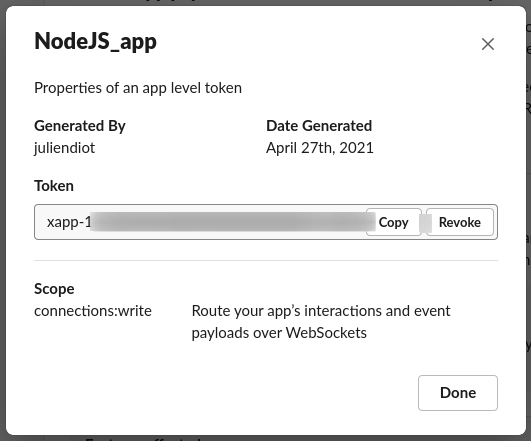 NodeJS_app
Properties of an app level token
Generated By
Date Generated
juliendiot
April 27th, 2021
Token
xapp-1
Copy
Revoke
Scope
connections:write
Route your app's interactions and event
payloads over WebSockets
Done